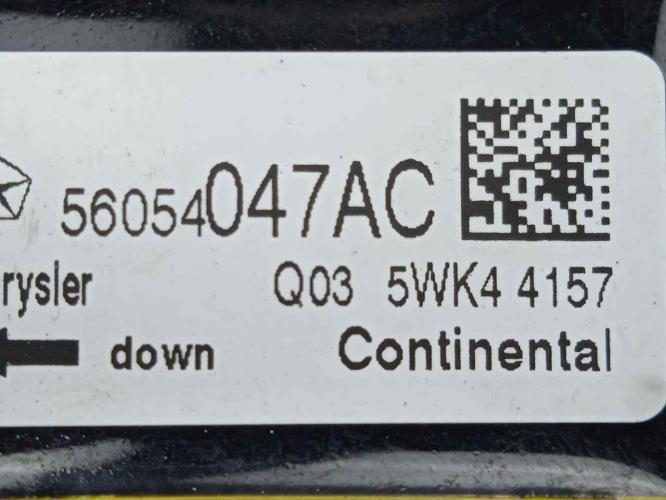 56054047AC
rysler Q03 5WK4 4157
down Continental